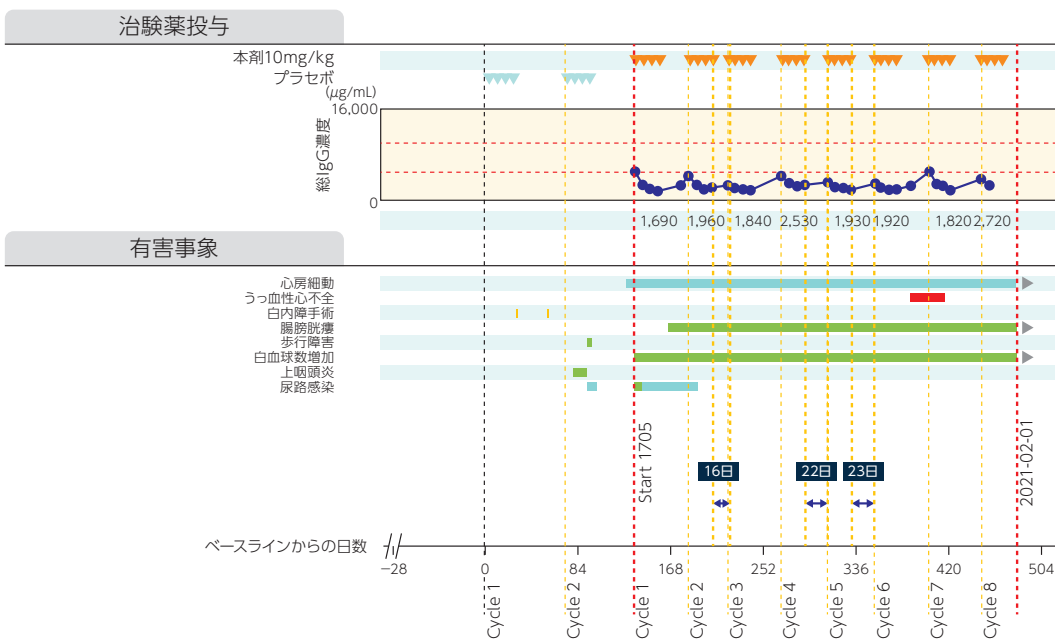 治験薬投与
本剤10mg/kg
プラセボ
(μg/mL)
16,000
総IgG濃度
0
1,690 1,960 1,840 2,530 1,930 1,920 1,820 2,720
有害事象
心房細動
うっ血性心不全
白内障手術
腸膀胱瘻
歩行障害
白血球数増加
上咽頭炎
尿路感染
Start 1705
2021-02-01
16日 22日 23日
ベースラインからの日数
−28 0 84 168 252 336 420 504
Cycle 1 Cycle 2 Cycle 1 Cycle 2 Cycle 3 Cycle 4 Cycle 5 Cycle 6 Cycle 7 Cycle 8